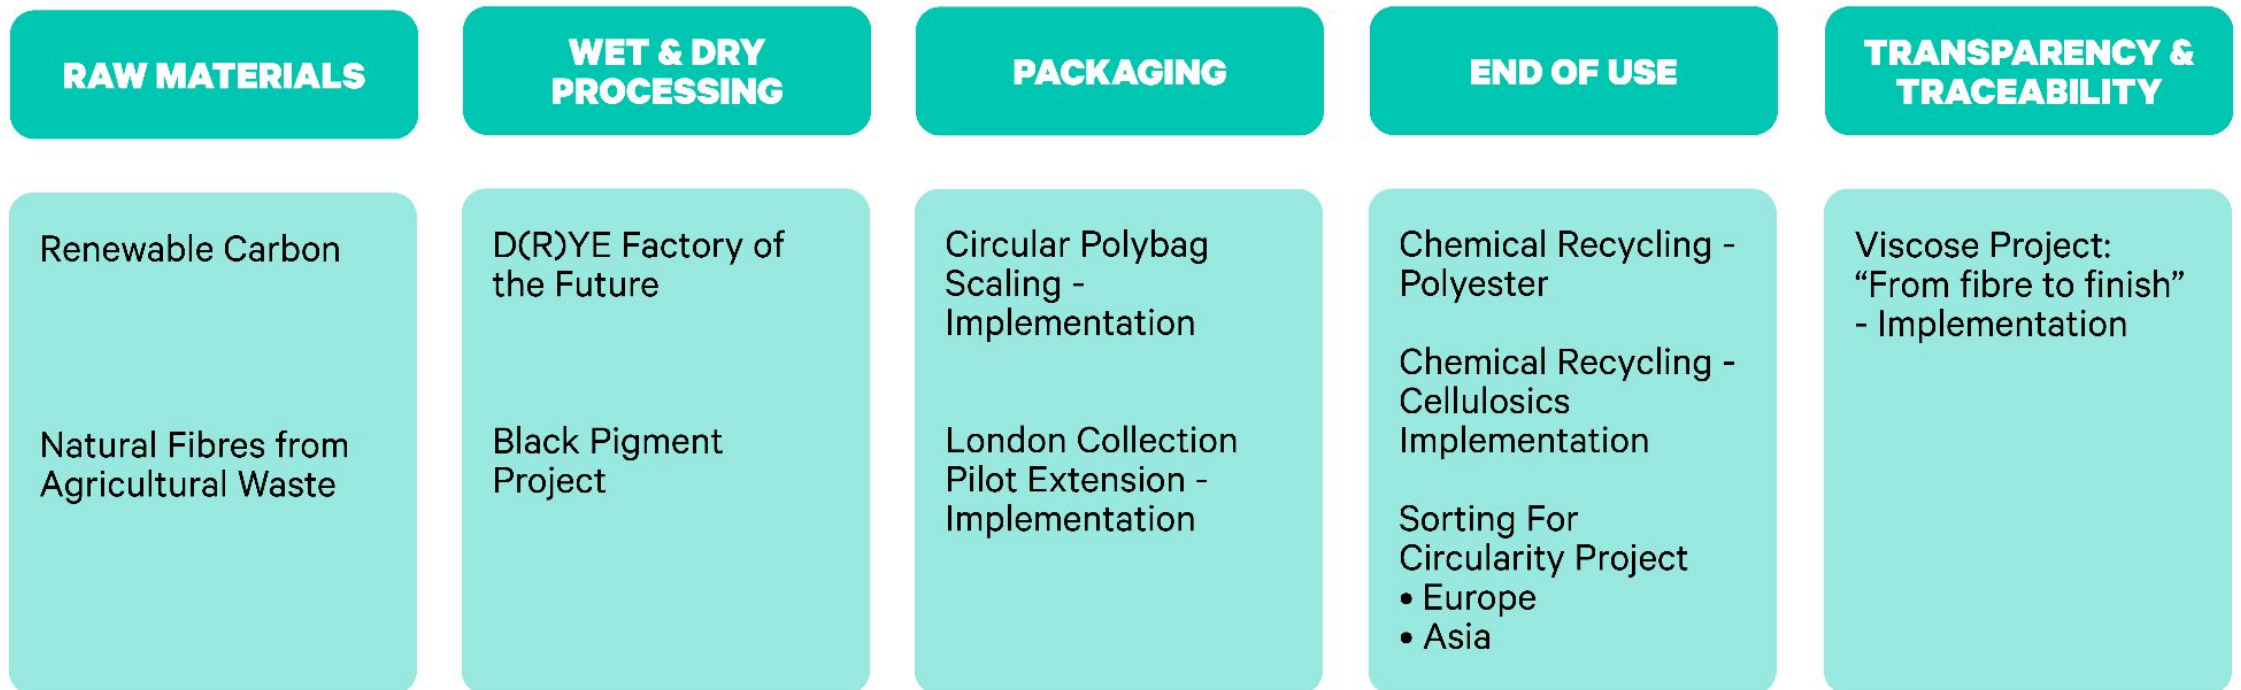 RAW MATERIALS
Renewable Carbon
Natural Fibres from
Agricultural Waste
WET & DRY
PROCESSING
D(R)YE Factory of
the Future
Black Pigment
Project
PACKAGING
Circular Polybag
Scaling -
Implementation
London Collection
Pilot Extension -
Implementation
END OF USE
Chemical Recycling -
Polyester
Chemical Recycling -
Cellulosics
Implementation
Sorting For
Circularity Project
• Europe
• Asia
TRANSPARENCY &
TRACEABILITY
Viscose Project:
“From fibre to finish”
- Implementation